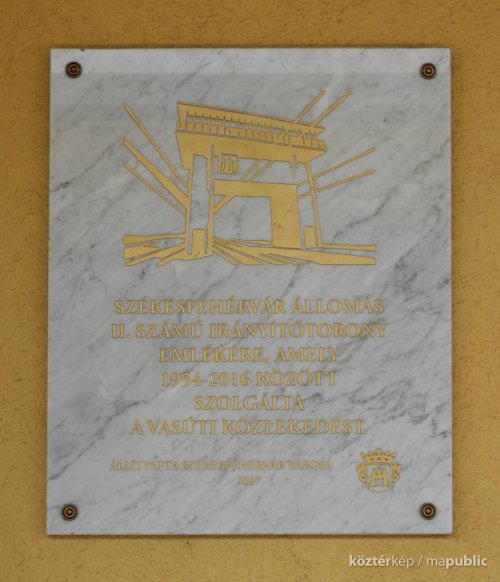 SZÉKESFEHÉRVÁR ÁLLOMÁS
II. SZÁMÚ IRÁNYÍTÓTORONY
EMLÉKÉRE, AMELY
1954-2016 KÖZÖTT
SZOLGÁLTA
A VASÚTI KÖZLEKEDÉST.
ÁLLÍTTATTA SZÉKESFEHÉRVÁR VÁROSA
2017
köztérkép / mapublic